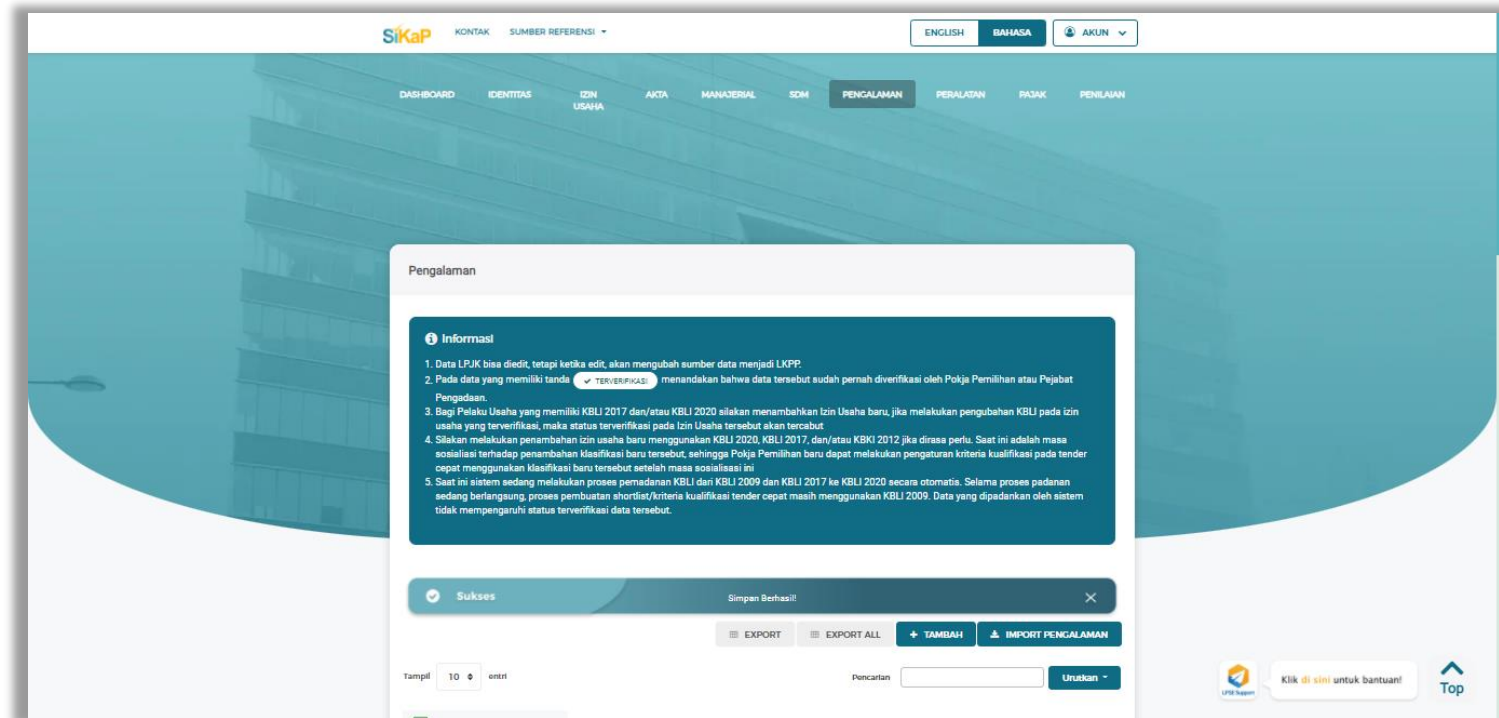 SiKaP KONTAK SUMBER REFERENSI ENGLISH BAHASA AKUN
DASHBOARD IDENTITAS IZIN USAHA AKTA MANAJERIAL SDM PENGALAMAN PERALATAN PAJAK PENILAIAN
Pengalaman
Informasi
1. Data LPJK bisa diedit, tetapi ketika edit, akan mengubah sumber data menjadi LKPP.
2. Pada data yang memiliki tanda TERVERIFIKASI menandakan bahwa data tersebut sudah pernah diverifikasi oleh Pokja Pemilihan atau Pejabat
Pengadaan.
3. Bagi Pelaku Usaha yang memiliki KBLI 2017 dan/atau KBLI 2020 silakan menambahkan Izin Usaha baru, jika melakukan pengubahan KBLI pada izin
usaha yang terverifikasi, maka status terverifikasi pada Izin Usaha tersebut akan tercabut
4. Silakan melakukan penambahan izin usaha baru menggunakan KBLI 2020, KBLI 2017, dan/atau KBKI 2012 jika dirasa perlu. Saat ini adalah masa
sosialiasi terhadap penambahan klasifikasi baru tersebut, sehingga Pokja Pemilihan baru dapat melakukan pengaturan kriteria kualifikasi pada tender
cepat menggunakan klasifikasi baru tersebut setelah masa sosialisasi ini
5. Saat ini sistem sedang melakukan proses pemadanan KBLI dari KBLI 2009 dan KBLI 2017 ke KBLI 2020 secara otomatis. Selama proses padanan
sedang berlangsung, proses pembuatan shortlist/kriteria kualifikasi tender cepat masih menggunakan KBLI 2009. Data yang dipadankan oleh sistem
tidak mempengaruhi status terverifikasi data tersebut.
Sukses Simpan Berhasil!
EXPORT EXPORT ALL + TAMBAH IMPORT PENGALAMAN
Tampil 10 entri Pencarian Urutkan
LPSE Support Klik di sini untuk bantuan! Top